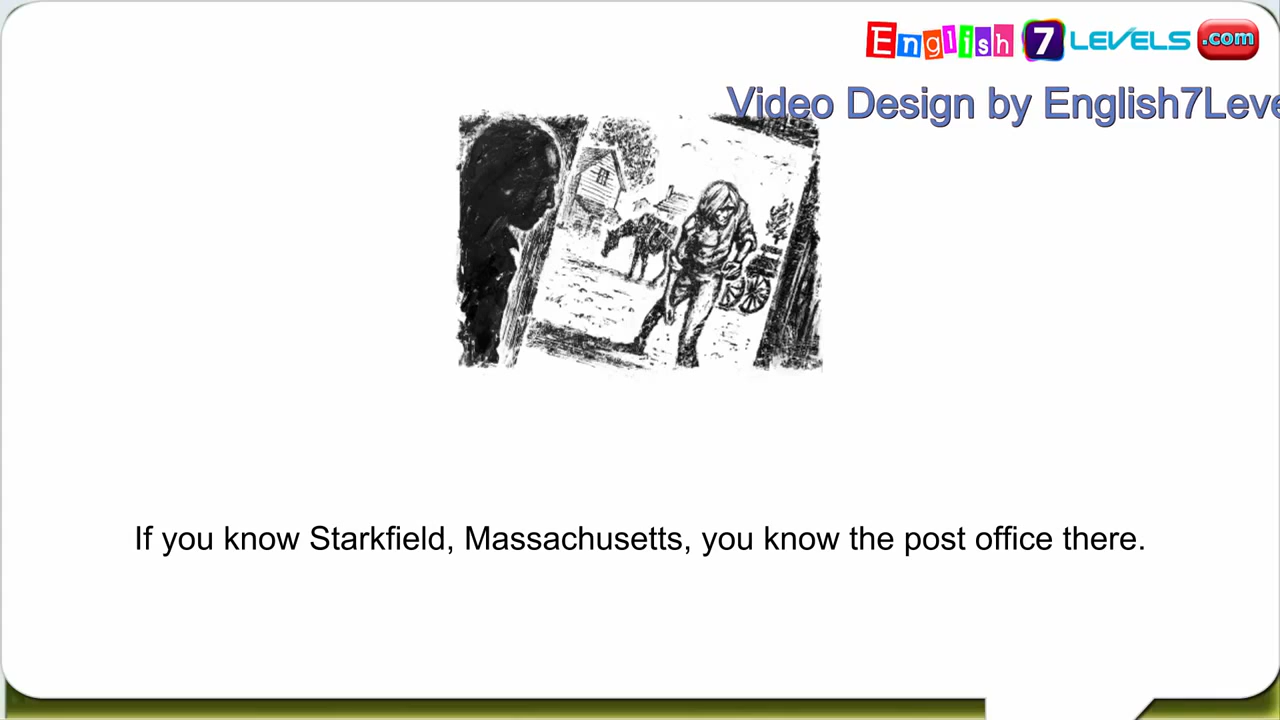 English 7 LEVELS .com
Video Design by English7Leve
If you know Starkfield, Massachusetts, you know the post office there.